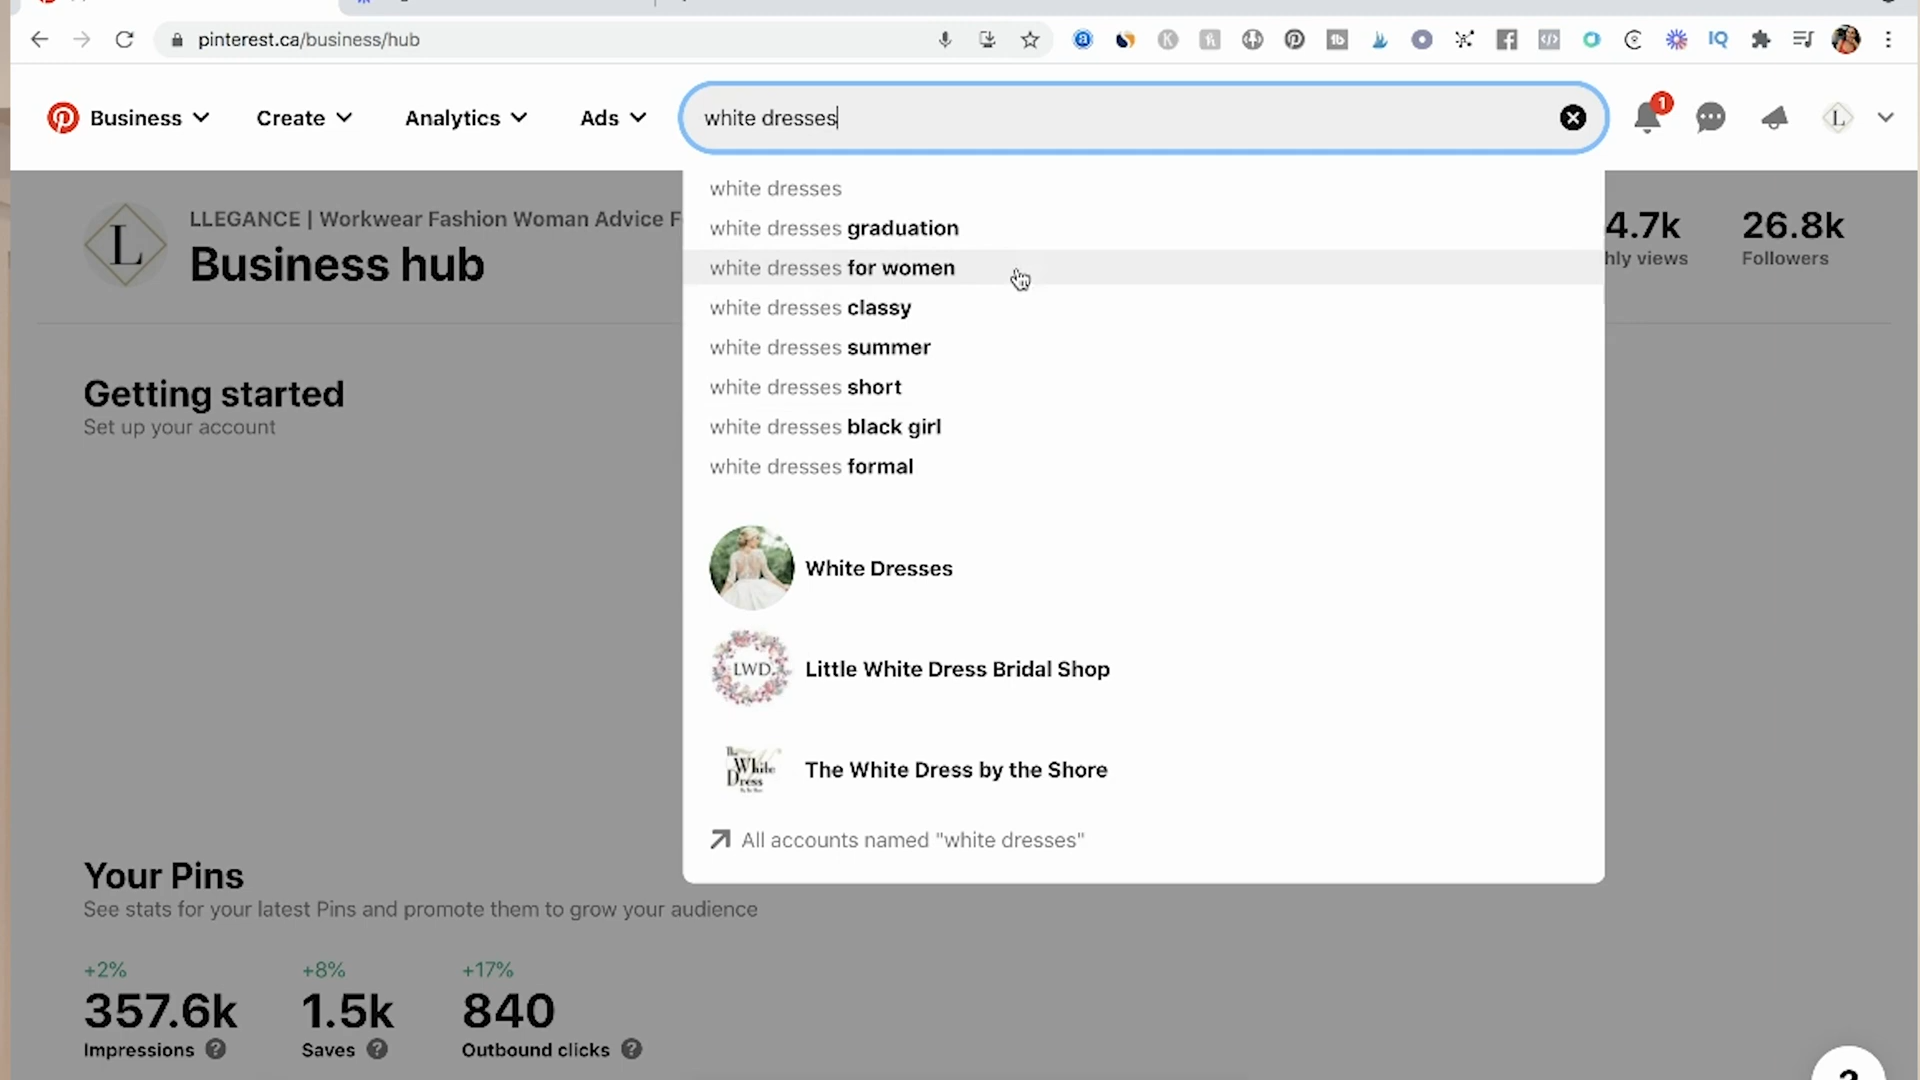 pinterest.ca/business/hub
Business
Create
Analytics
Ads
white dresses
1
L
white dresses
white dresses graduation
white dresses for women
white dresses classy
white dresses summer
white dresses short
white dresses black girl
white dresses formal
White Dresses
LWD
Little White Dress Bridal Shop
The White Dress
The White Dress by the Shore
All accounts named "white dresses"
L
LLEGANCE | Workwear Fashion Woman Advice F
Business hub
4.7k
hly views
26.8k
Followers
Getting started
Set up your account
Your Pins
See stats for your latest Pins and promote them to grow your audience
+2%
357.6k
Impressions
+8%
1.5k
Saves
+17%
840
Outbound clicks